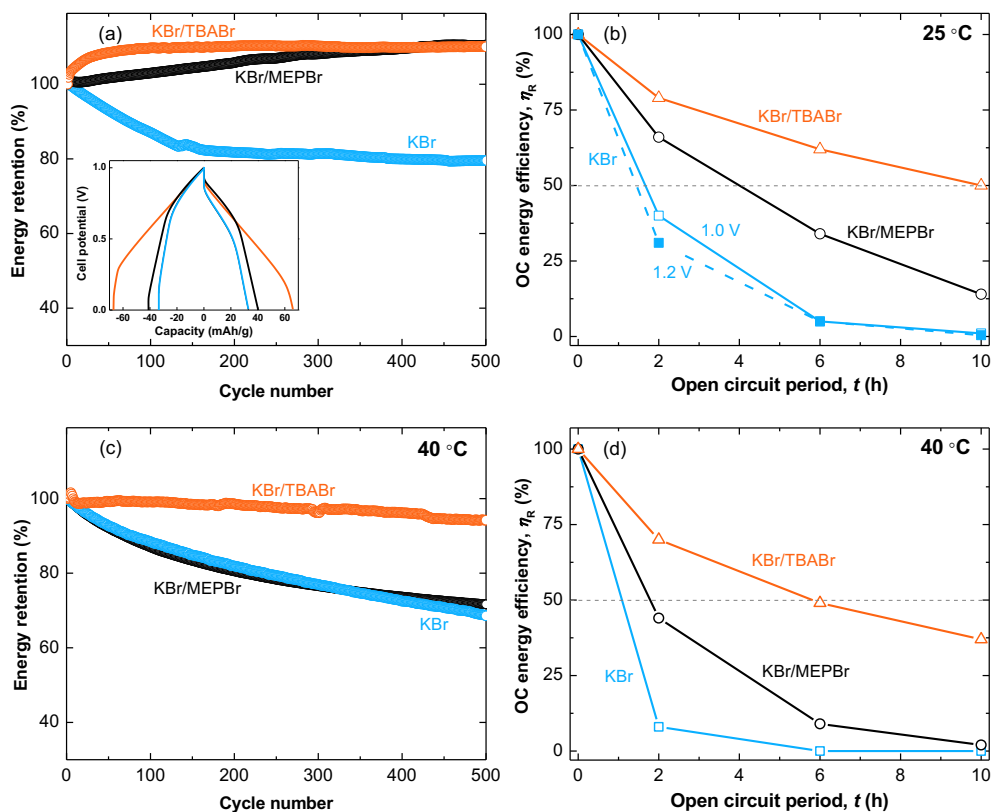 (a)
KBr/TBABr
KBr/MEPBr
KBr
Energy retention (%)
100
80
60
40
0
100
200
300
400
500
Cycle number
Cell potential (V)
1.0
0.5
0.0
-60
-40
-20
0
20
40
60
Capacity (mAh/g)
(b)
25 °C
OC energy efficiency, ηR (%)
100
75
50
25
0
KBr/TBABr
KBr
KBr/MEPBr
1.0 V
1.2 V
0
2
4
6
8
10
Open circuit period, t (h)
(c)
40 °C
Energy retention (%)
100
80
60
40
KBr/TBABr
KBr/MEPBr
KBr
0
100
200
300
400
500
Cycle number
(d)
40 °C
OC energy efficiency, ηR (%)
100
75
50
25
0
KBr/TBABr
KBr/MEPBr
KBr
0
2
4
6
8
10
Open circuit period, t (h)